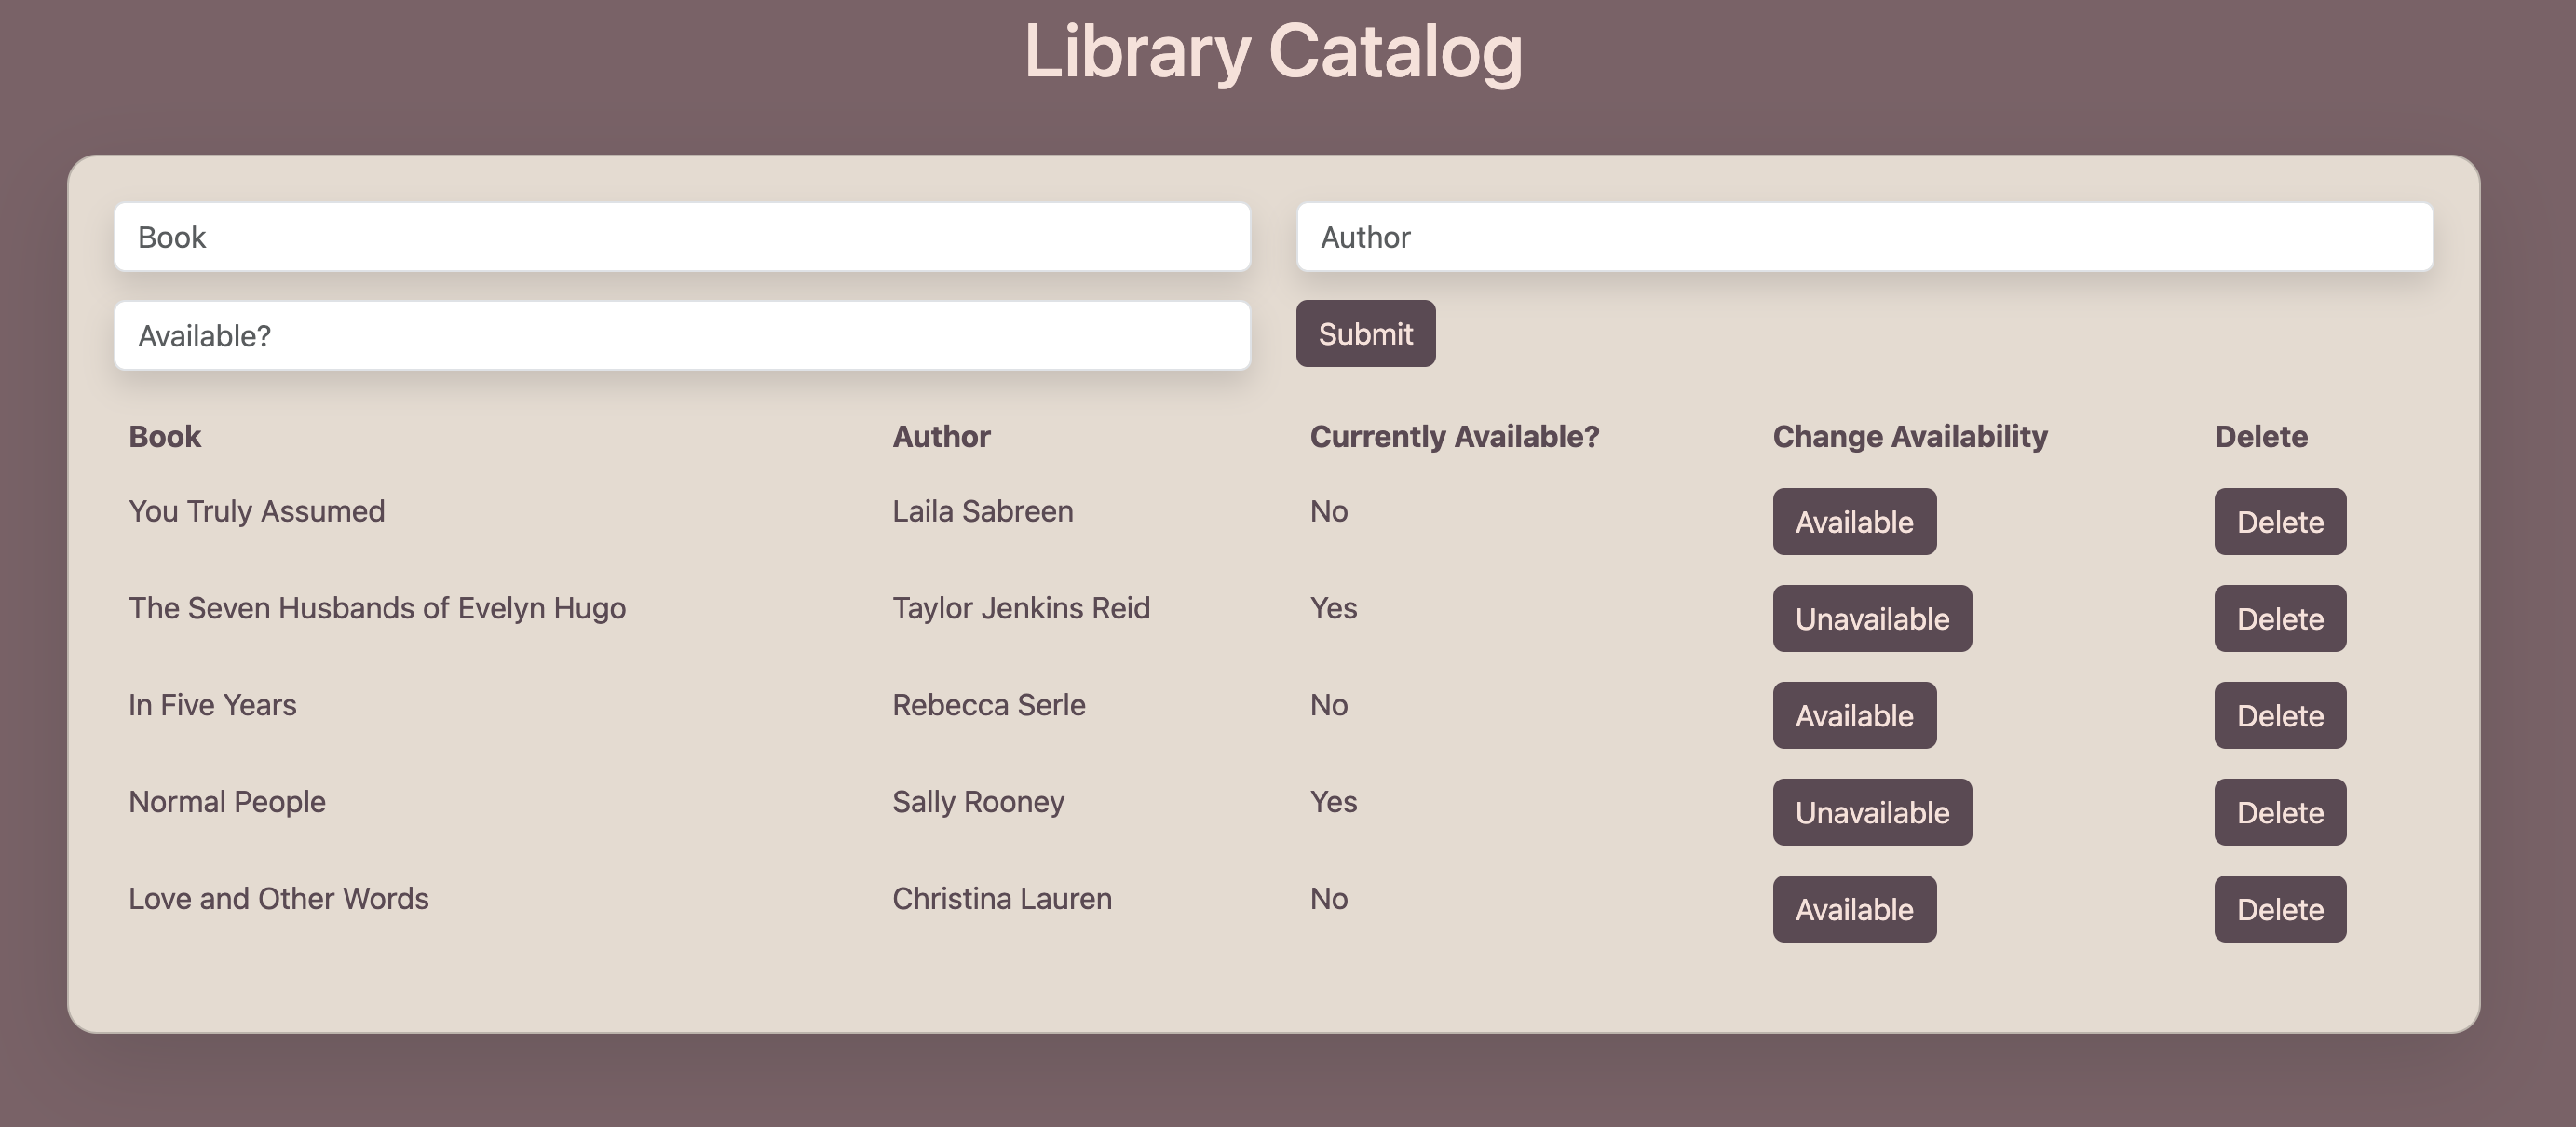 Library Catalog
Book Author
Available? Submit
Book Author Currently Available? Change Availability Delete
You Truly Assumed Laila Sabreen No Available Delete
The Seven Husbands of Evelyn Hugo Taylor Jenkins Reid Yes Unavailable Delete
In Five Years Rebecca Serle No Available Delete
Normal People Sally Rooney Yes Unavailable Delete
Love and Other Words Christina Lauren No Available Delete